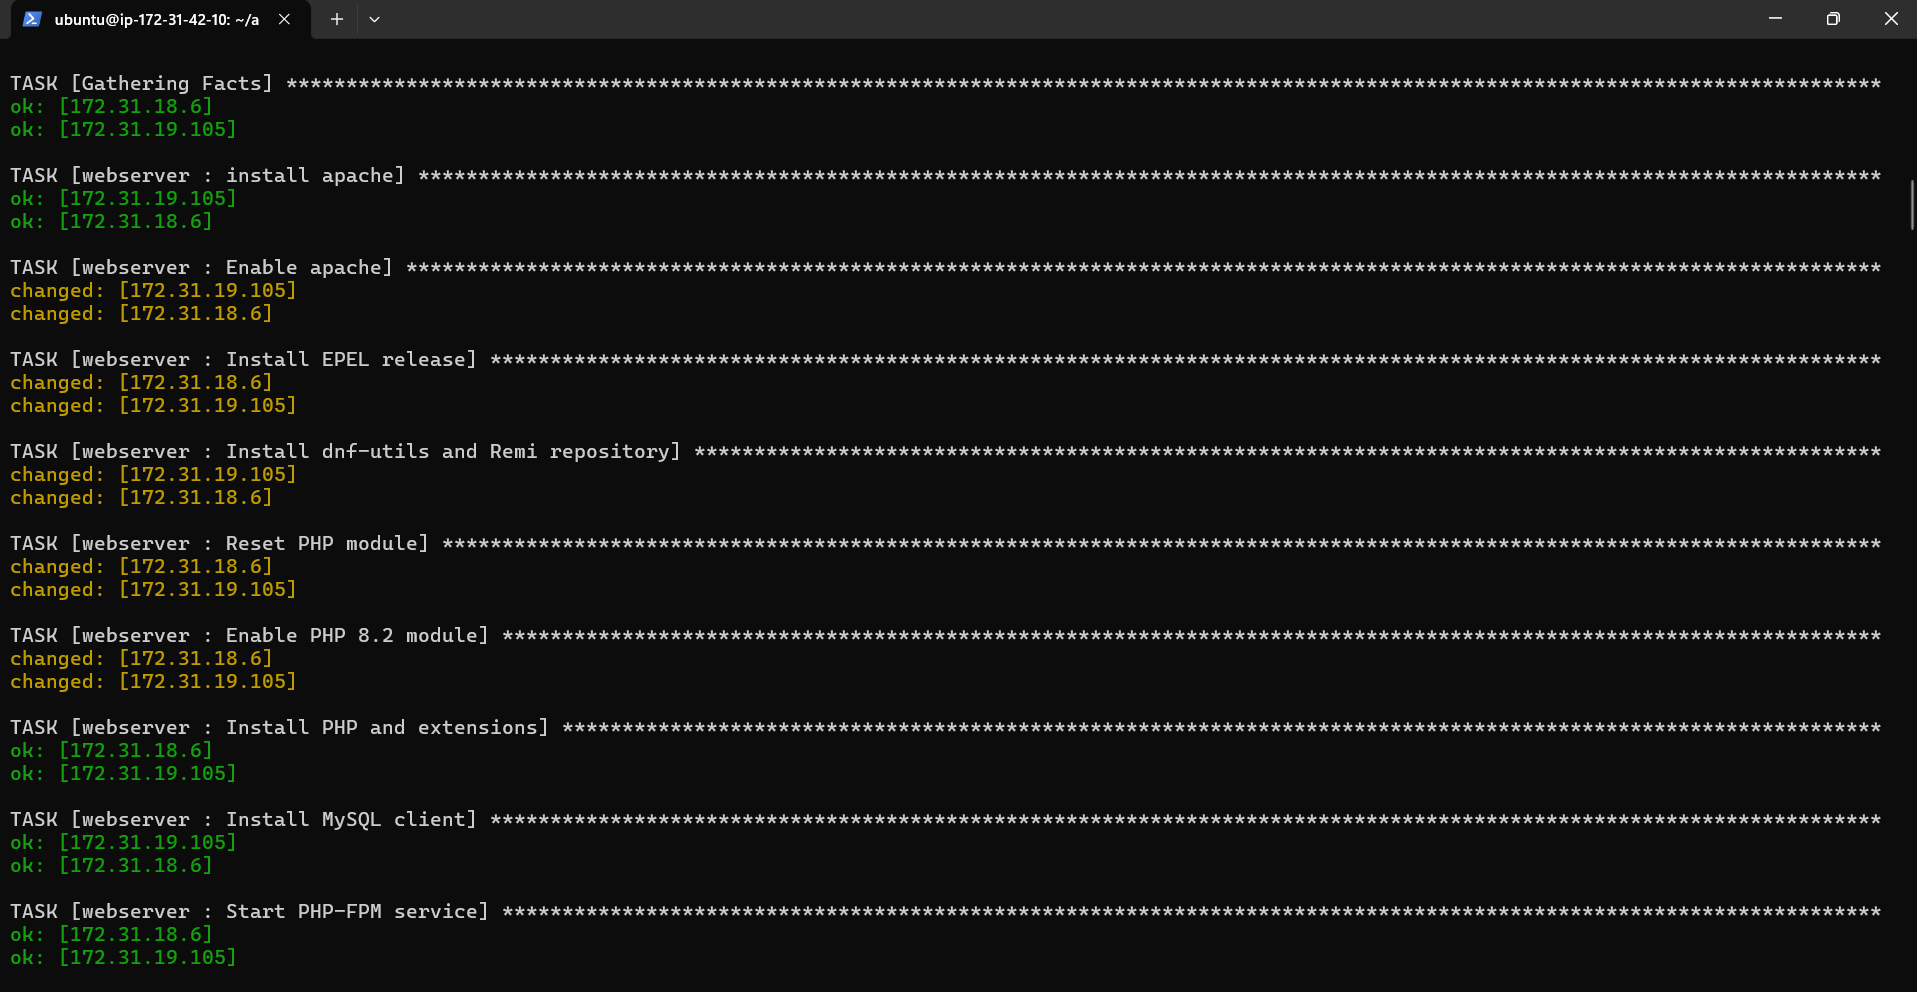 ubuntu@ip-172-31-42-10: ~/a
TASK [Gathering Facts] *************************************************************************************************************************************
ok: [172.31.18.6]
ok: [172.31.19.105]
TASK [webserver : install apache] **************************************************************************************************************************
ok: [172.31.19.105]
ok: [172.31.18.6]
TASK [webserver : Enable apache] ***************************************************************************************************************************
changed: [172.31.19.105]
changed: [172.31.18.6]
TASK [webserver : Install EPEL release] ********************************************************************************************************************
changed: [172.31.18.6]
changed: [172.31.19.105]
TASK [webserver : Install dnf-utils and Remi repository] ***************************************************************************************************
changed: [172.31.19.105]
changed: [172.31.18.6]
TASK [webserver : Reset PHP module] ************************************************************************************************************************
changed: [172.31.18.6]
changed: [172.31.19.105]
TASK [webserver : Enable PHP 8.2 module] *******************************************************************************************************************
changed: [172.31.18.6]
changed: [172.31.19.105]
TASK [webserver : Install PHP and extensions] **************************************************************************************************************
ok: [172.31.18.6]
ok: [172.31.19.105]
TASK [webserver : Install MySQL client] ********************************************************************************************************************
ok: [172.31.19.105]
ok: [172.31.18.6]
TASK [webserver : Start PHP-FPM service] *******************************************************************************************************************
ok: [172.31.18.6]
ok: [172.31.19.105]